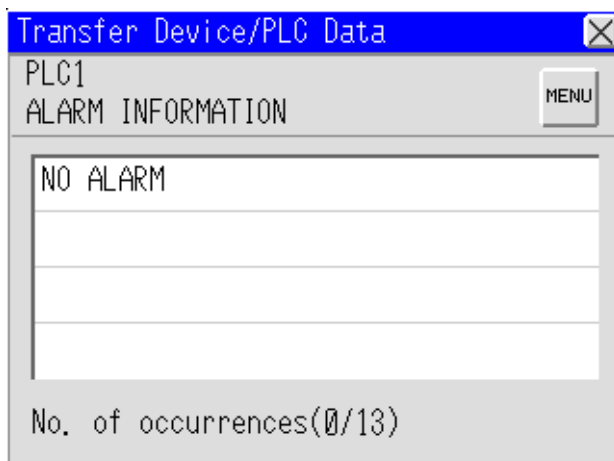 Transfer Device/PLC Data
PLC1
MENU
ALARM INFORMATION
NO ALARM
No. of occurrences(0/13)